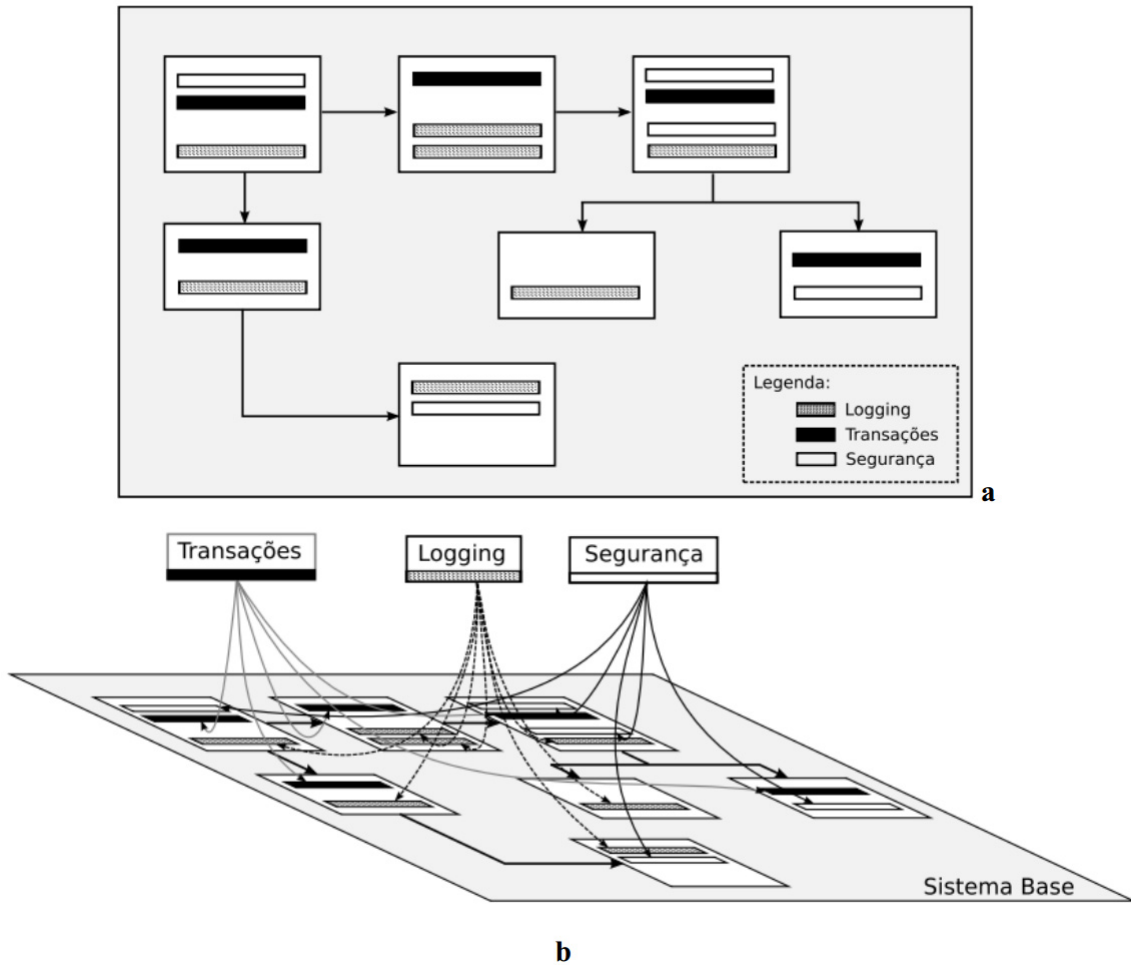 Legenda:
Logging
Transações
Segurança
a
Transações
Logging
Segurança
Sistema Base
b